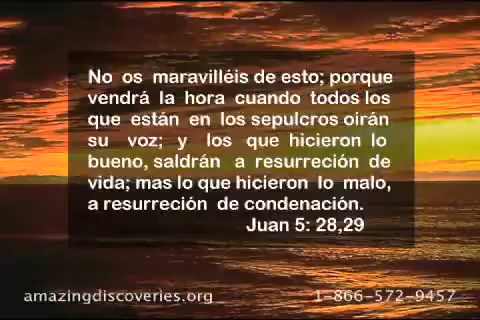 No os maravilléis de esto; porque
vendrá la hora cuando todos los
que están en los sepulcros oirán
su voz; y los que hicieron lo
bueno, saldrán a resurreción de
vida; mas lo que hicieron lo malo,
a resurreción de condenación.
Juan 5: 28,29
amazingdiscoveries.org
1-866-572-9457